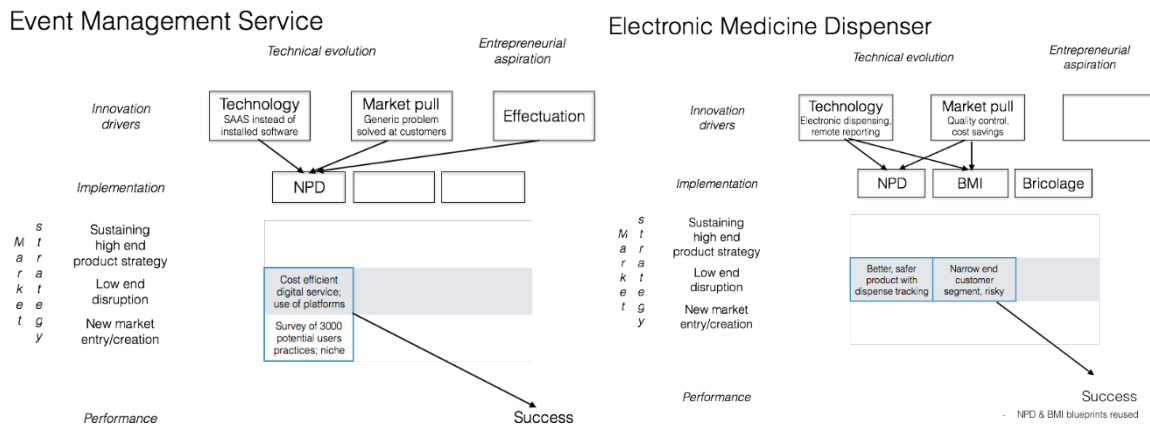 Event Management Service
Technical evolution
Entrepreneurial
aspiration
Innovation
drivers
Technology
SAAS instead of
installed software
Market pull
Generic problem
solved at customers
Effectuation
Implementation
NPD
Market
strategy
Sustaining
high end
product strategy
Low end
disruption
Cost efficient
digital service;
use of platforms
New market
entry/creation
Survey of 3000
potential users
practices; niche
Performance
Success
Electronic Medicine Dispenser
Technical evolution
Entrepreneurial
aspiration
Innovation
drivers
Technology
Electronic dispensing,
remote reporting
Market pull
Quality control,
cost savings
Implementation
NPD
BMI
Bricolage
Market
strategy
Sustaining
high end
product strategy
Low end
disruption
Better, safer
product with
dispense tracking
Narrow end
customer
segment, risky
New market
entry/creation
Performance
Success
- NPD & BMI blueprints reused